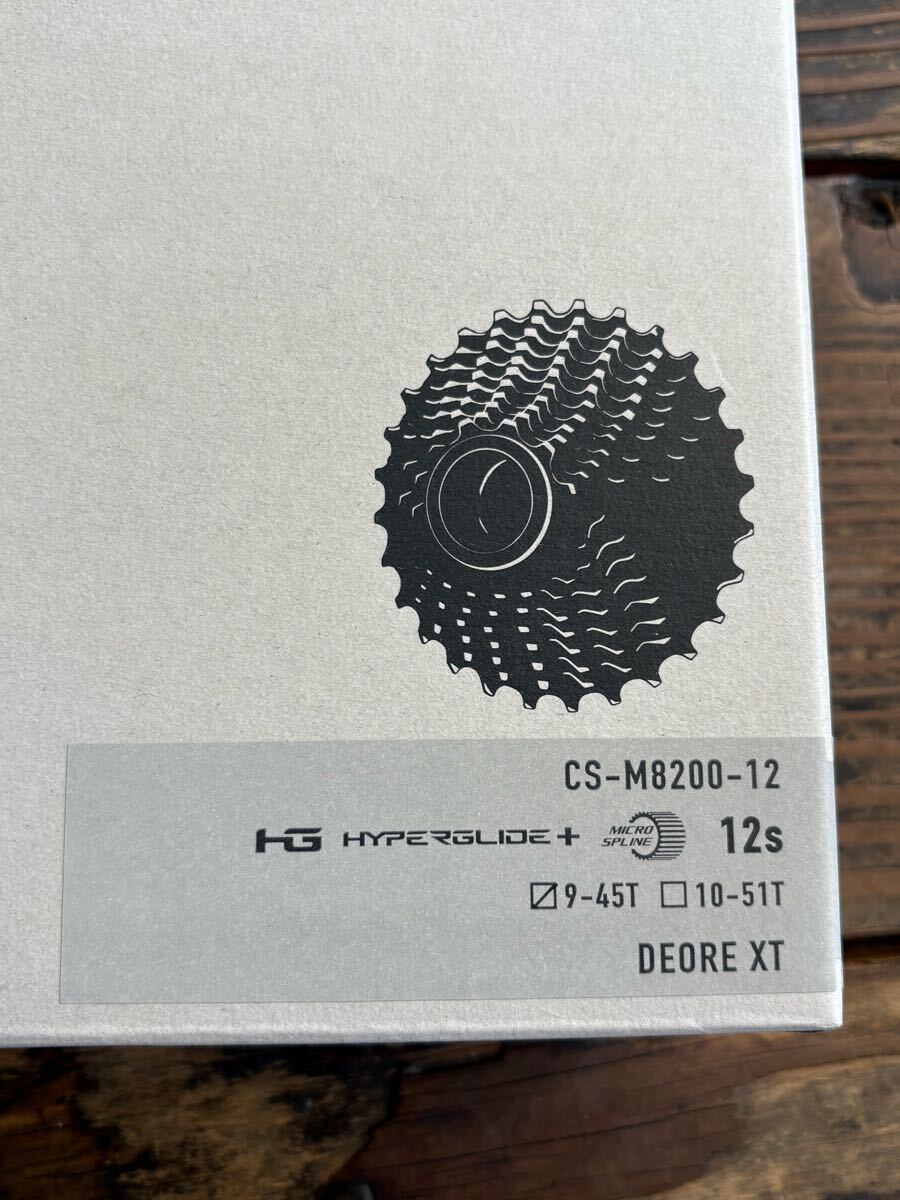 CS-M8200-12
HG HYPERGLIDE+ MICRO SPLINE 12s
9-45T 10-51T
DEORE XT